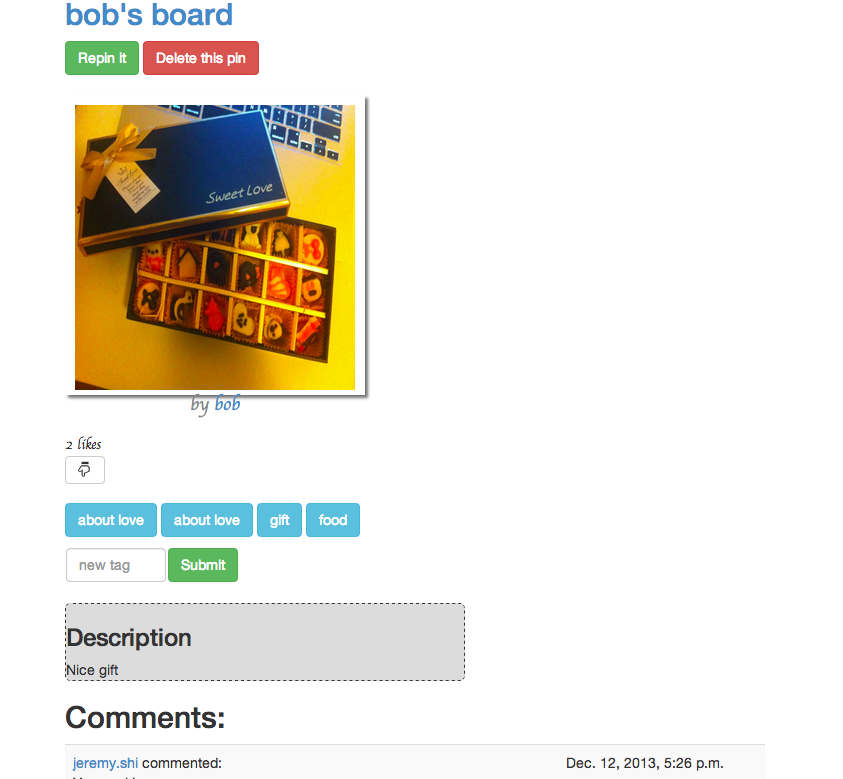 bob's board
Repin it Delete this pin
Sweet Love
by bob
2 likes
about love about love gift food
new tag Submit
Description
Nice gift
Comments:
jeremy.shi commented: Dec. 12, 2013, 5:26 p.m.